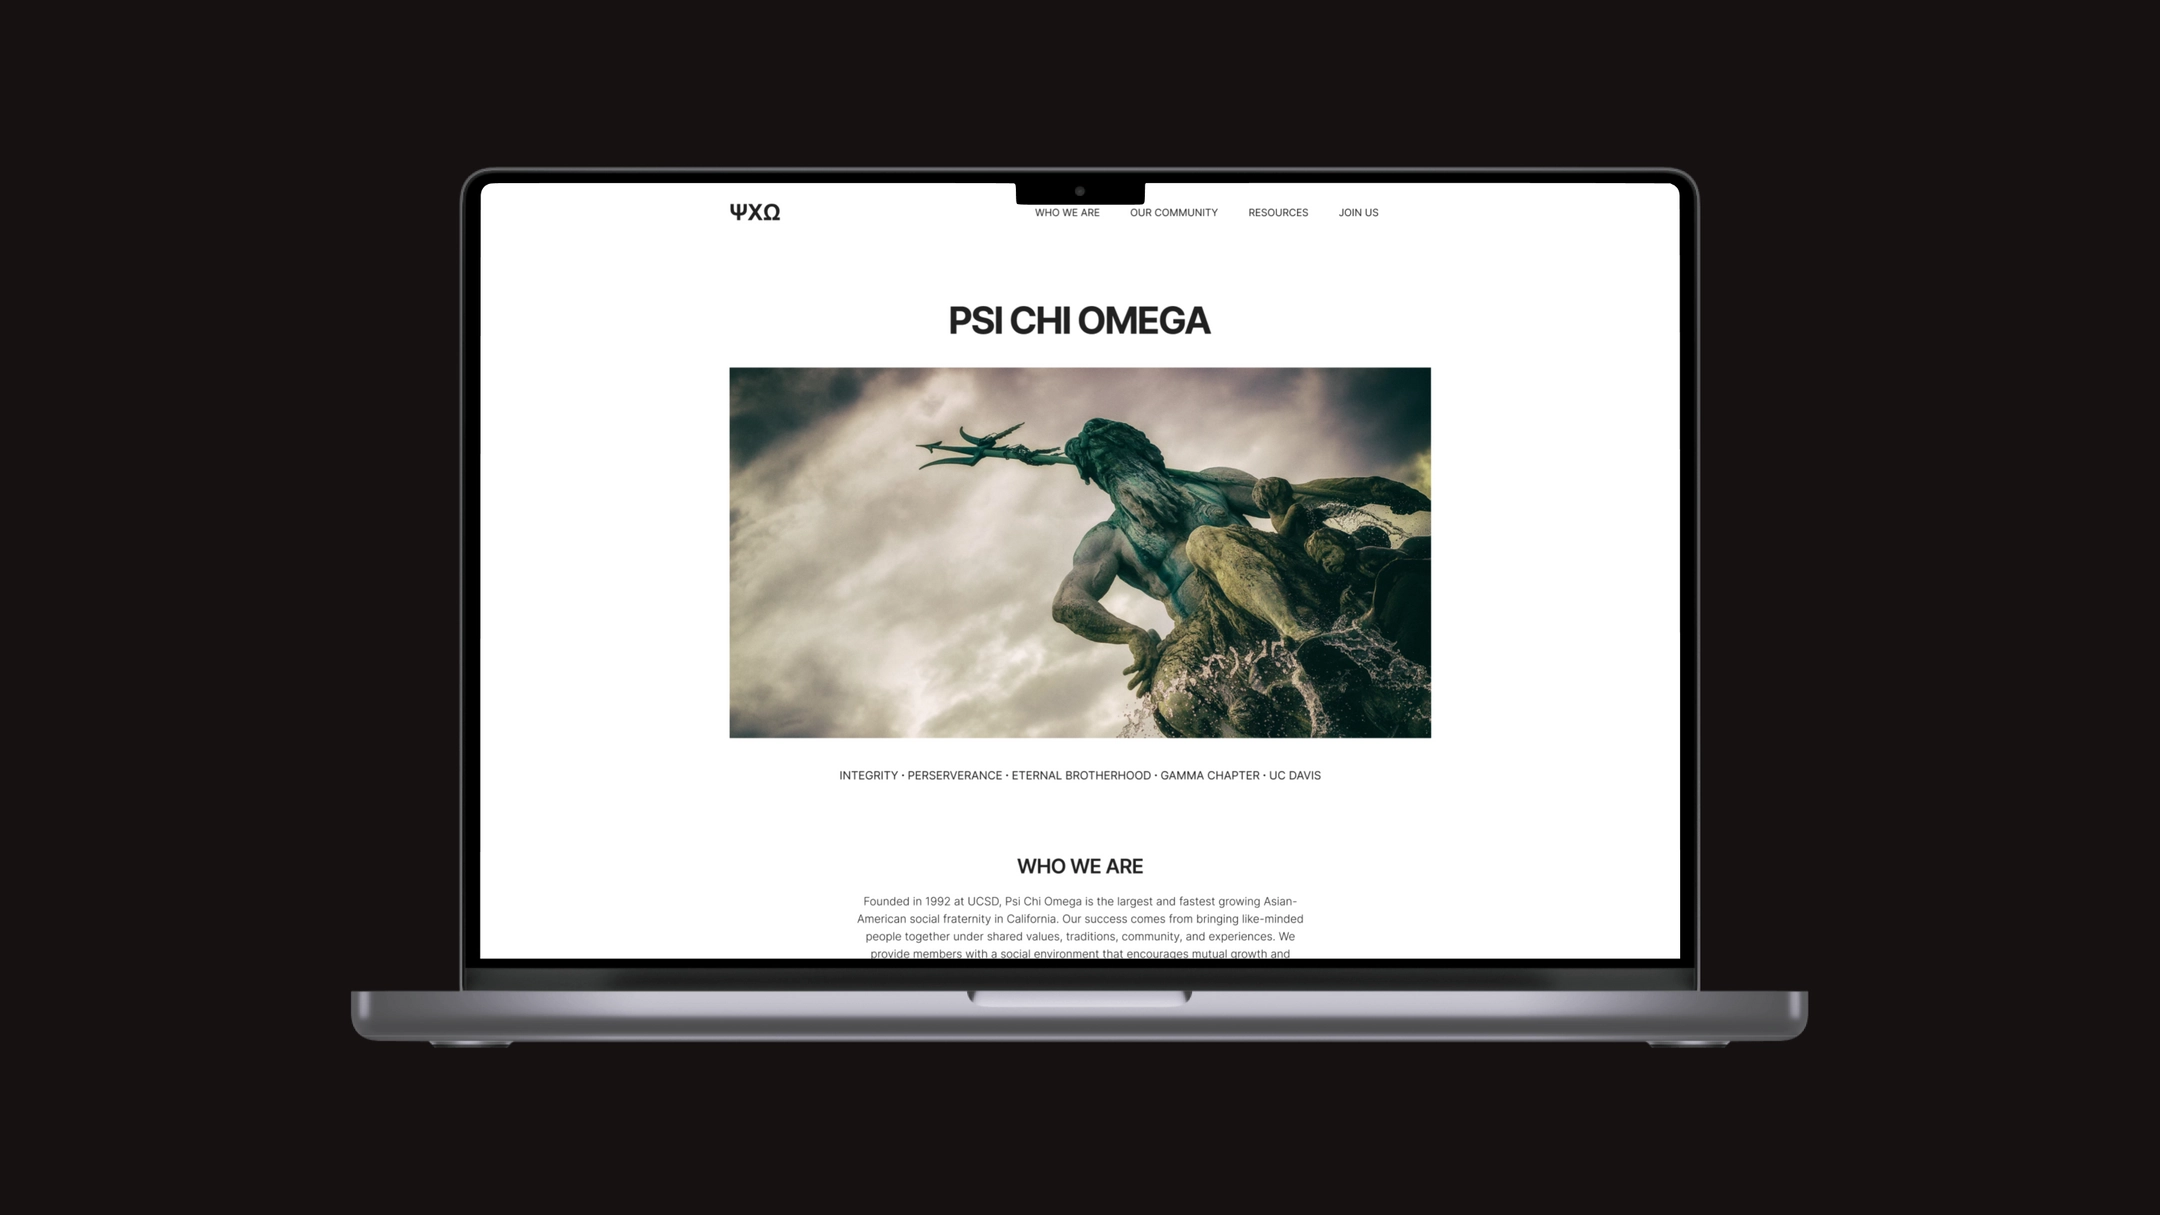 ΨΧΩ
WHO WE ARE OUR COMMUNITY RESOURCES JOIN US
PSI CHI OMEGA
INTEGRITY · PERSERVERANCE · ETERNAL BROTHERHOOD · GAMMA CHAPTER · UC DAVIS
WHO WE ARE
Founded in 1992 at UCSD, Psi Chi Omega is the largest and fastest growing Asian-
American social fraternity in California. Our success comes from bringing like-minded
people together under shared values, traditions, community, and experiences. We
provide members with a social environment that encourages mutual growth and